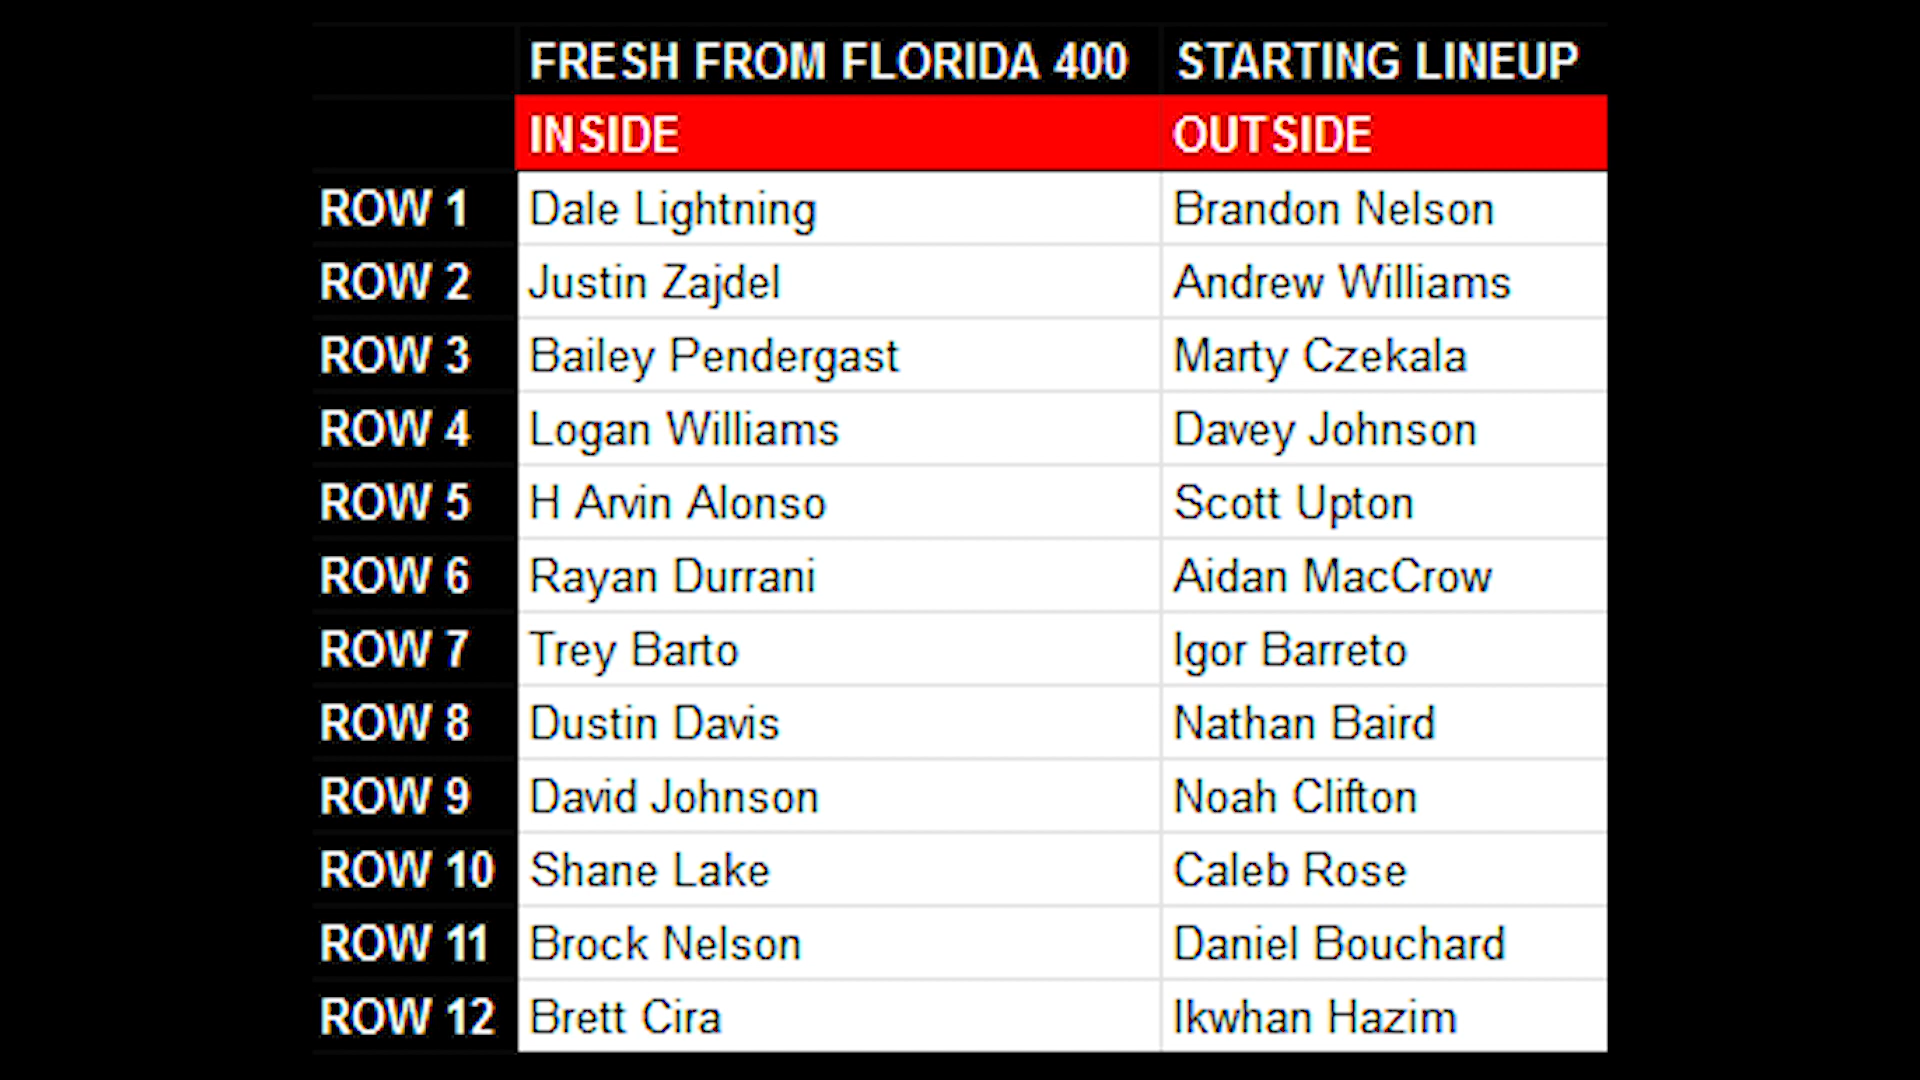 FRESH FROM FLORIDA 400 STARTING LINEUP
INSIDE OUTSIDE
ROW 1 Dale Lightning Brandon Nelson
ROW 2 Justin Zajdel Andrew Williams
ROW 3 Bailey Pendergast Marty Czekala
ROW 4 Logan Williams Davey Johnson
ROW 5 H Arvin Alonso Scott Upton
ROW 6 Rayan Durrani Aidan MacCrow
ROW 7 Trey Barto Igor Barreto
ROW 8 Dustin Davis Nathan Baird
ROW 9 David Johnson Noah Clifton
ROW 10 Shane Lake Caleb Rose
ROW 11 Brock Nelson Daniel Bouchard
ROW 12 Brett Cira Ikwhan Hazim